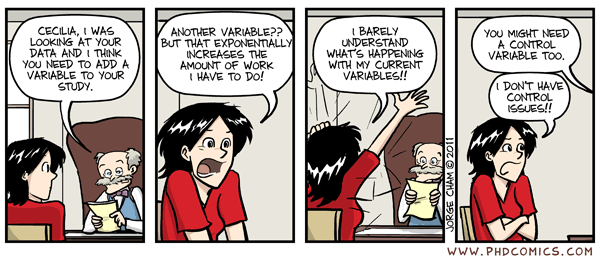 CECILIA, I WAS
LOOKING AT YOUR
DATA AND I THINK
YOU NEED TO ADD A
VARIABLE TO YOUR
STUDY.
ANOTHER VARIABLE??
BUT THAT EXPONENTIALLY
INCREASES THE
AMOUNT OF WORK
I HAVE TO DO!
I BARELY
UNDERSTAND
WHAT'S HAPPENING
WITH MY CURRENT
VARIABLES!!
YOU MIGHT NEED
A CONTROL
VARIABLE TOO.
I DON'T HAVE
CONTROL
ISSUES!!
JORGE CHAM © 2011
WWW.PHDCOMICS.COM